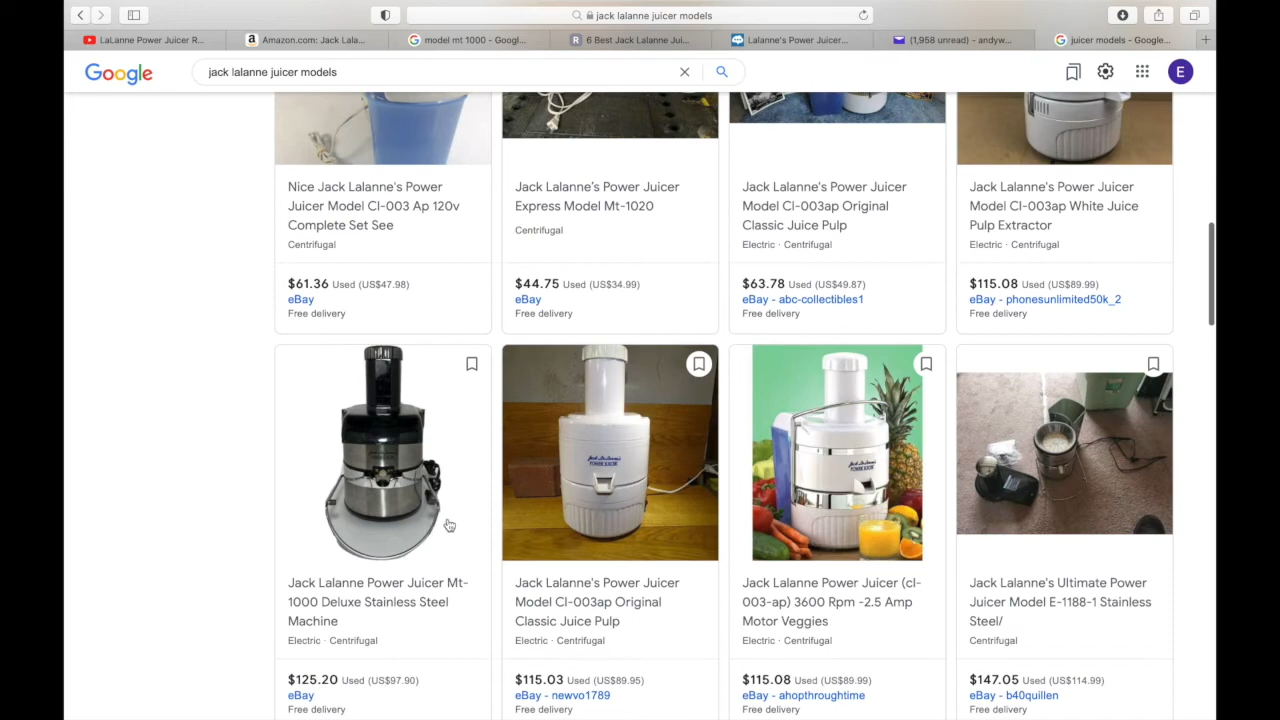 jack lalanne juicer models
LaLanne Power Juicer R...
Amazon.com: Jack Lala...
model mt 1000 - Googl...
6 Best Jack Lalanne Jui...
Lalanne's Power Juicer...
(1,958 unread) - andyw...
juicer models - Google...
Google
jack lalanne juicer models
E
Nice Jack Lalanne's Power
Juicer Model Cl-003 Ap 120v
Complete Set See
Centrifugal
$61.36 Used (US$47.98)
eBay
Free delivery
Jack Lalanne's Power Juicer
Express Model Mt-1020
Centrifugal
$44.75 Used (US$34.99)
eBay
Free delivery
Jack Lalanne's Power Juicer
Model Cl-003ap Original
Classic Juice Pulp
Electric · Centrifugal
$63.78 Used (US$49.87)
eBay - abc-collectibles1
Free delivery
Jack Lalanne's Power Juicer
Model Cl-003ap White Juice
Pulp Extractor
Electric · Centrifugal
$115.08 Used (US$89.99)
eBay - phonesunlimited50k_2
Free delivery
Jack Lalanne Power Juicer Mt-
1000 Deluxe Stainless Steel
Machine
Electric · Centrifugal
$125.20 Used (US$97.90)
eBay
Free delivery
POWER JUICER
Jack Lalanne's Power Juicer
Model Cl-003ap Original
Classic Juice Pulp
Electric · Centrifugal
$115.03 Used (US$89.95)
eBay - newvo1789
Free delivery
POWER JUICER
Jack Lalanne Power Juicer (cl-
003-ap) 3600 Rpm -2.5 Amp
Motor Veggies
Electric · Centrifugal
$115.08 Used (US$89.99)
eBay - ahopthroughtime
Free delivery
Jack Lalanne's Ultimate Power
Juicer Model E-1188-1 Stainless
Steel/
Centrifugal
$147.05 Used (US$114.99)
eBay - b40quillen
Free delivery